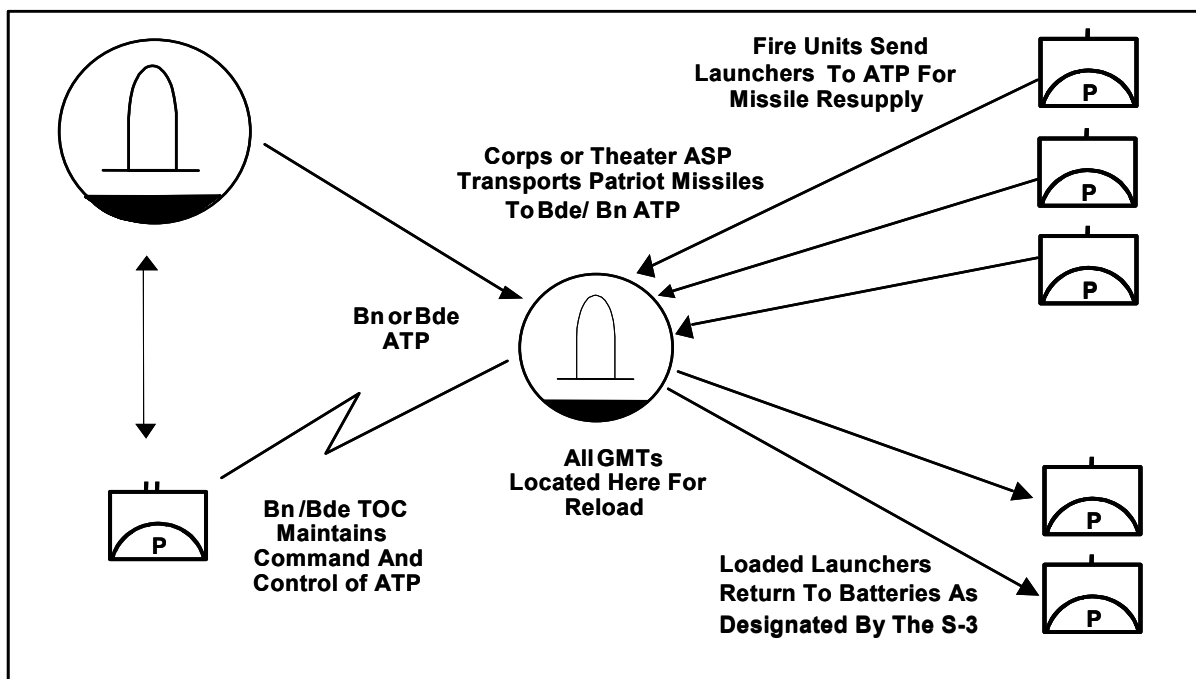 Fire Units Send
Launchers To ATP For
Missile Resupply
P
P
P
Corps or Theater ASP
Transports Patriot Missiles
To Bde/ Bn ATP
Bn or Bde
ATP
P
Bn /Bde TOC
Maintains
Command And
Control of ATP
All GMTs
Located Here For
Reload
Loaded Launchers
Return To Batteries As
Designated By The S-3
P
P